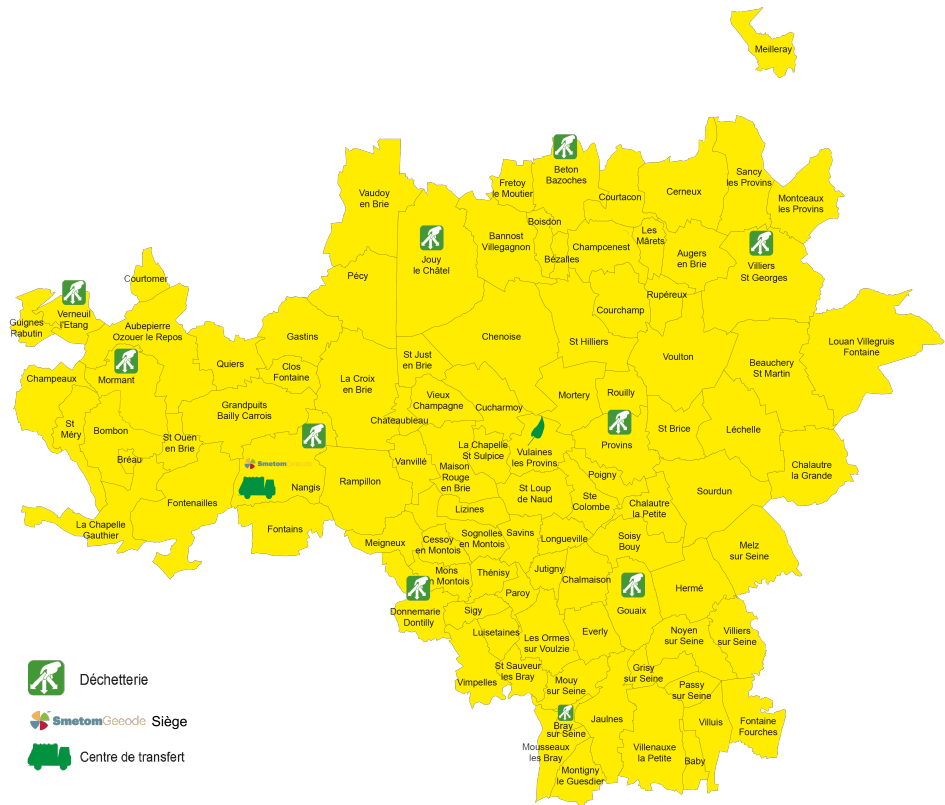 Meilleray
Sancy
les Provins
Montceaux
les Provins
Beton
Bazoches
Fretoy
le Moutier
Courtacon
Cerneux
Vaudoy
en Brie
Boisdon
Bannost
Villegagnon
Bézalles
Champcenest
Les
Mârets
Augers
en Brie
Villiers
St Georges
Jouy
le Châtel
Pécy
Courtomer
Rupéreux
Courchamp
Guignes
Rabutin
Verneuil
l'Etang
Aubepierre
Ozouer le Repos
Gastins
Chenoise
St Hilliers
Voulton
Louan Villegruis
Fontaine
Beauchery
St Martin
St Just
en Brie
Quiers
Clos
Fontaine
La Croix
en Brie
Champeaux
Mormant
Vieux
Champagne
Cucharmoy
Mortery
Rouilly
Grandpuits
Bailly Carrois
Chateaubleau
St
Méry
Bombon
St Ouen
en Brie
Provins
St Brice
Léchelle
La Chapelle
St Sulpice
Vulaines
les Provins
Bréau
Vanvillé
Maison
Rouge
en Brie
SmetomGeeode
Nangis
Rampillon
Poigny
Chalautre
la Grande
St Loup
de Naud
Ste
Colombe
Sourdun
Chalautre
la Petite
Fontenailles
Lizines
La Chapelle
Gauthier
Fontains
Meigneux
Cessoy
en Montois
Sognolles
en Montois
Savins
Longueville
Soisy
Bouy
Melz
sur Seine
Mons
en Montois
Thénisy
Jutigny
Chalmaison
Hermé
Paroy
Donnemarie
Dontilly
Sigy
Gouaix
Luisetaines
Les Ormes
sur Voulzie
Everly
Noyen
sur Seine
Villiers
sur Seine
St Sauveur
les Bray
Vimpelles
Mouy
sur Seine
Grisy
sur Seine
Passy
sur Seine
Bray
sur Seine
Jaulnes
Villuis
Fontaine
Fourches
Mousseaux
les Bray
Villenauxe
la Petite
Baby
Montigny
le Guesdier
Déchetterie
SmetomGeeode Siège
Centre de transfert